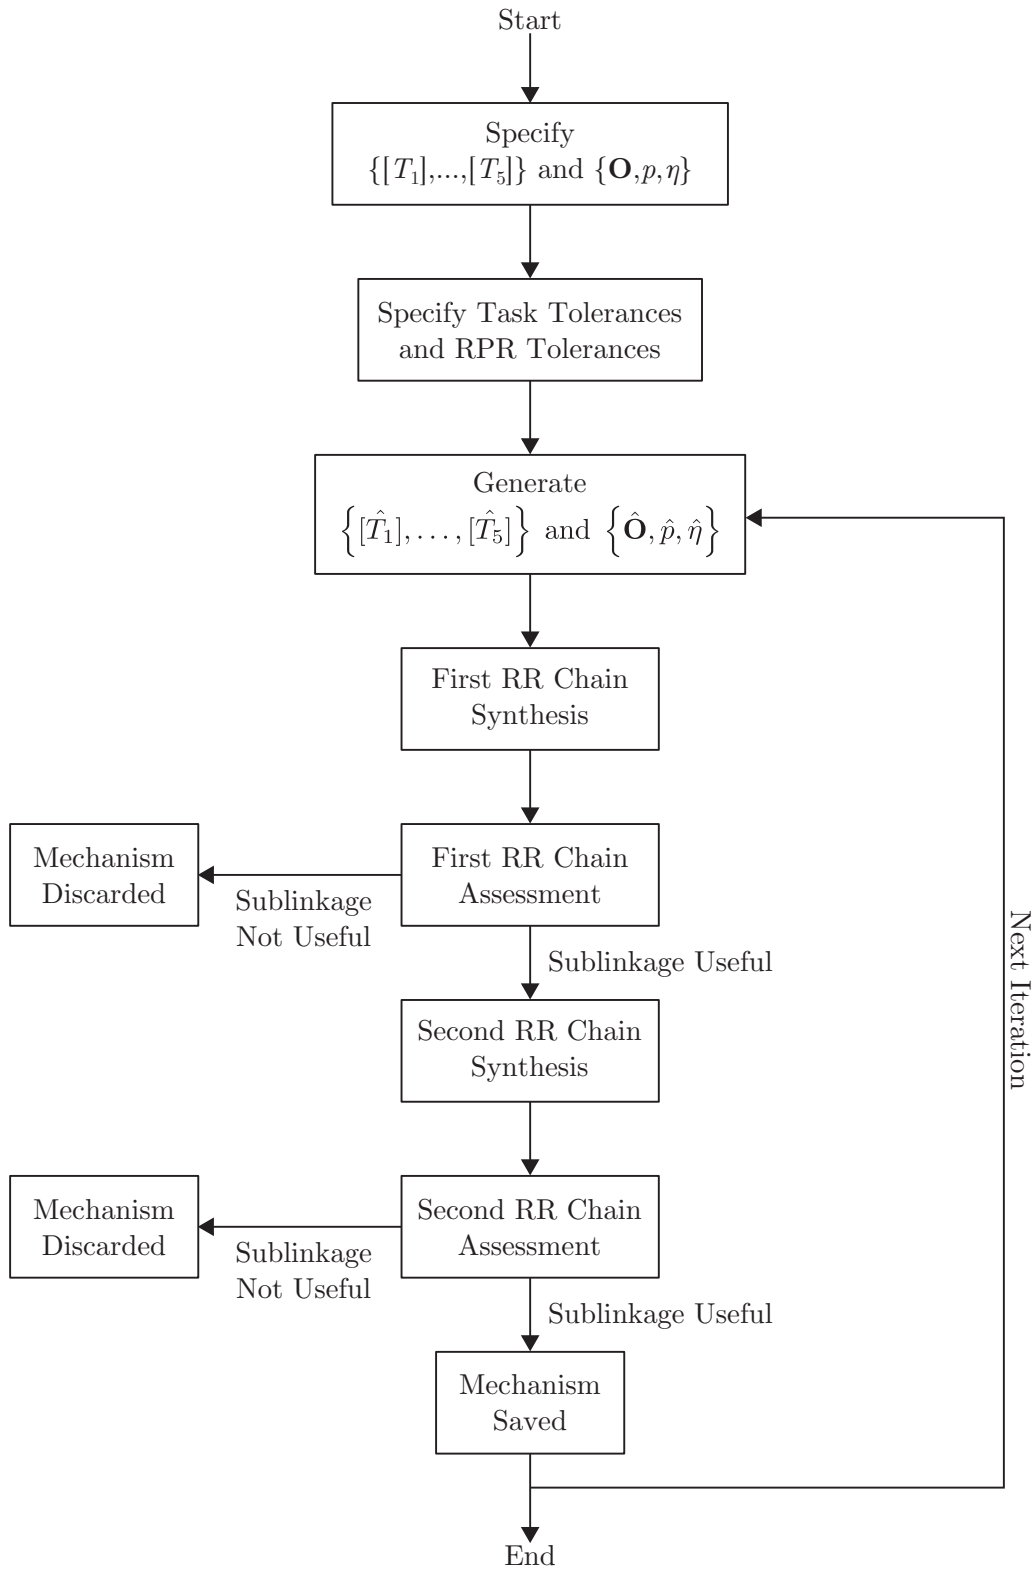 Start
Specify
{[T₁],...,[T₅]} and {O,p,η}
Specify Task Tolerances
and RPR Tolerances
Generate
{[T̂₁],...,[T̂₅]} and {Ô, p̂, η̂}
First RR Chain
Synthesis
Mechanism
Discarded
Sublinkage
Not Useful
First RR Chain
Assessment
Sublinkage Useful
Next Iteration
Second RR Chain
Synthesis
Mechanism
Discarded
Sublinkage
Not Useful
Second RR Chain
Assessment
Sublinkage Useful
Mechanism
Saved
End